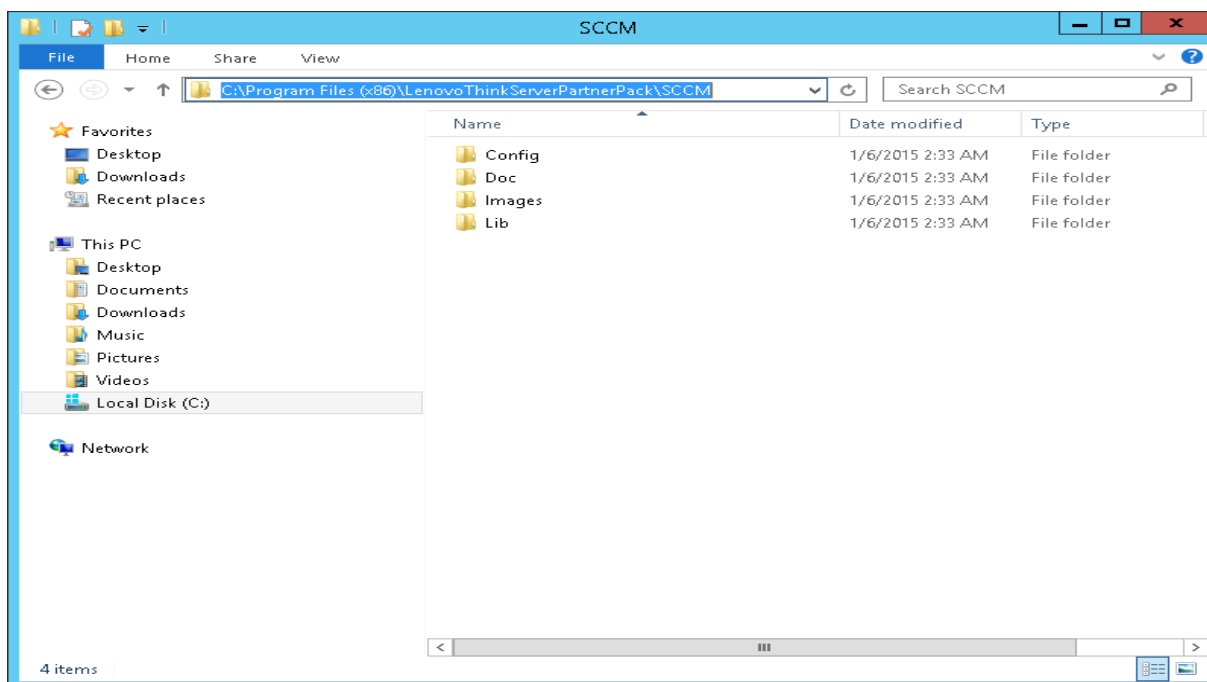 SCCM
File Home Share View
C:\Program Files (x86)\LenovoThinkServerPartnerPack\SCCM Search SCCM
Favorites
Desktop
Downloads
Recent places
This PC
Desktop
Documents
Downloads
Music
Pictures
Videos
Local Disk (C:)
Network
Name Date modified Type
Config 1/6/2015 2:33 AM File folder
Doc 1/6/2015 2:33 AM File folder
Images 1/6/2015 2:33 AM File folder
Lib 1/6/2015 2:33 AM File folder
4 items